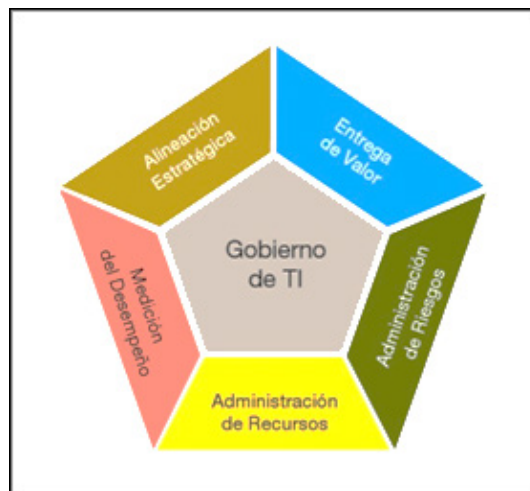 Alineación
Estratégica
Entrega
de Valor
Gobierno
de TI
Medición
del Desempeño
Administración
de Riesgos
Administración
de Recursos